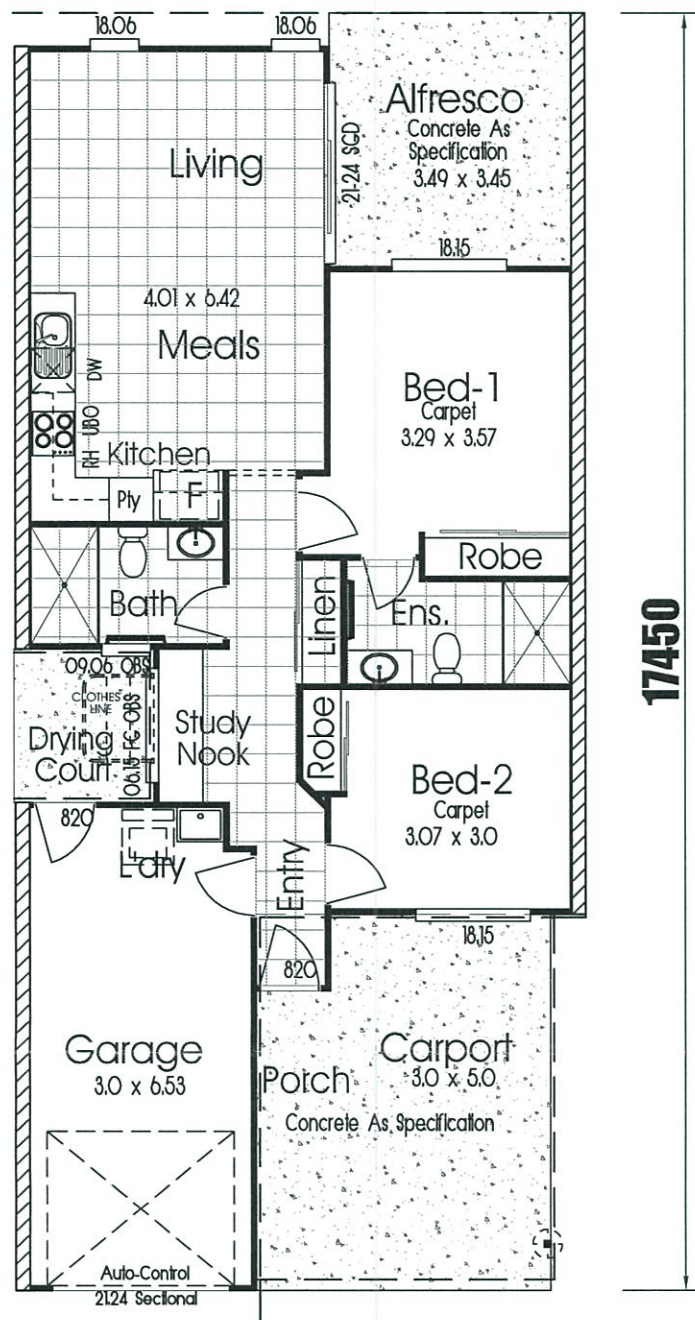 18.06
18.06
Living
Alfresco
Concrete As
Specification
3.49 x 3.45
21-24 SGD
18.15
4.01 x 6.42
Meals
DW
UBO
RH
Kitchen
Pty
F
Bed-1
Carpet
3.29 x 3.57
Robe
Bath
Linen
Ens.
17450
09.06 OBS
CLOTHES
LINE
06.15 FG OBS
Drying
Court
Study
Nook
Robe
Bed-2
Carpet
3.07 x 3.0
820
L'dry
Entry
18.15
820
Garage
3.0 x 6.53
Porch
Carport
3.0 x 5.0
Concrete As Specification
Auto-Control
21.24 Sectional